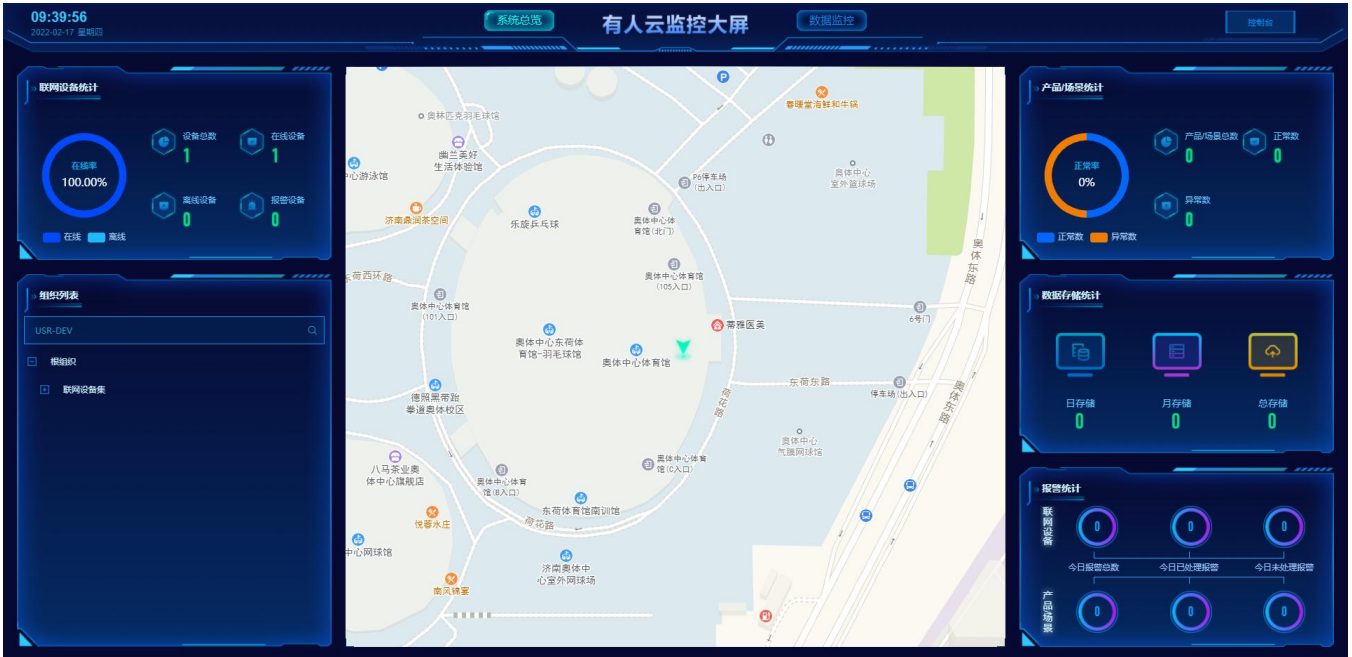 09:39:56
2022-02-17 星期四
系统总览
有人云监控大屏
数据监控
控制台
联网设备统计
在线率
100.00%
设备总数
1
在线设备
1
离线设备
0
报警设备
0
在线
离线
组织列表
USR-DEV
根组织
联网设备集
P
春暖堂海鲜和牛锅
奥林匹克羽毛球馆
幽兰美好
生活体验馆
心游泳馆
P6停车场
(出入口)
奥体中心
室外篮球场
济南鼎润茶空间
乐旋乒乓球
奥体中心体
育馆(北门)
奥体东路
荷西环路
奥体中心体育馆
(105入口)
奥体中心体育馆
(101入口)
6号门
蒂雅医美
奥体中心东荷体
育馆-羽毛球馆
奥体中心体育馆
东荷东路
停车场(出入口)
奥体东路
德照黑带跆
拳道奥体校区
荷花路
奥体中心
气膜网球馆
八马茶业奥
体中心旗舰店
奥体中心体育
馆(B入口)
奥体中心体育
馆(C入口)
东荷体育馆南训馆
悦蓉水庄
荷花路
中心网球馆
济南奥体中
心室外网球场
南风锦宴
产品/场景统计
正常率
0%
产品/场景总数
0
正常数
0
异常数
0
正常数
异常数
数据存储统计
日存储
0
月存储
0
总存储
0
报警统计
联网设备
0
0
0
今日报警总数
今日已处理报警
今日未处理报警
产品/场景
0
0
0